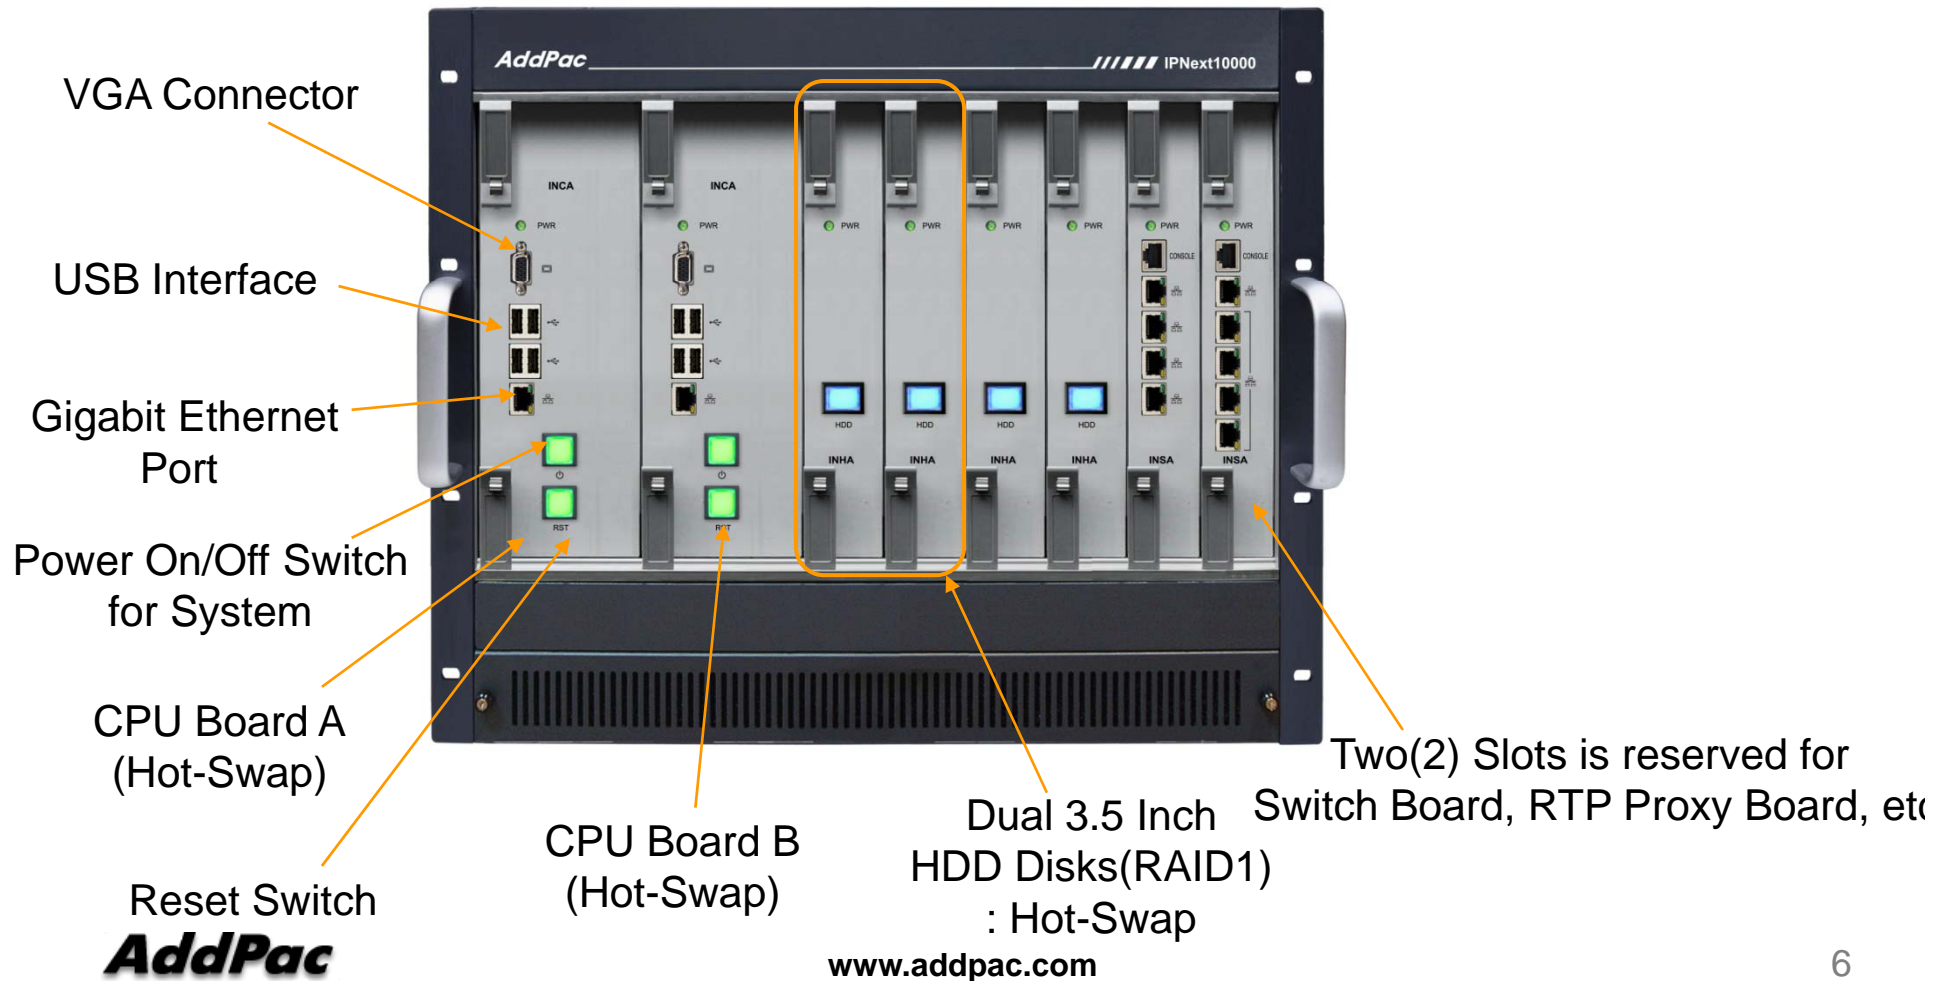 AddPac
IPNext10000
VGA Connector
INCA
INCA
PWR
PWR
PWR
PWR
PWR
PWR
PWR
PWR
CONSOLE
CONSOLE
USB Interface
Gigabit Ethernet
Port
HDD
HDD
HDD
HDD
INHA
INHA
INHA
INHA
INSA
INSA
RST
RST
Power On/Off Switch
for System
CPU Board A
(Hot-Swap)
Reset Switch
CPU Board B
(Hot-Swap)
Dual 3.5 Inch
HDD Disks(RAID1)
: Hot-Swap
Two(2) Slots is reserved for
Switch Board, RTP Proxy Board, etc
AddPac
www.addpac.com
6